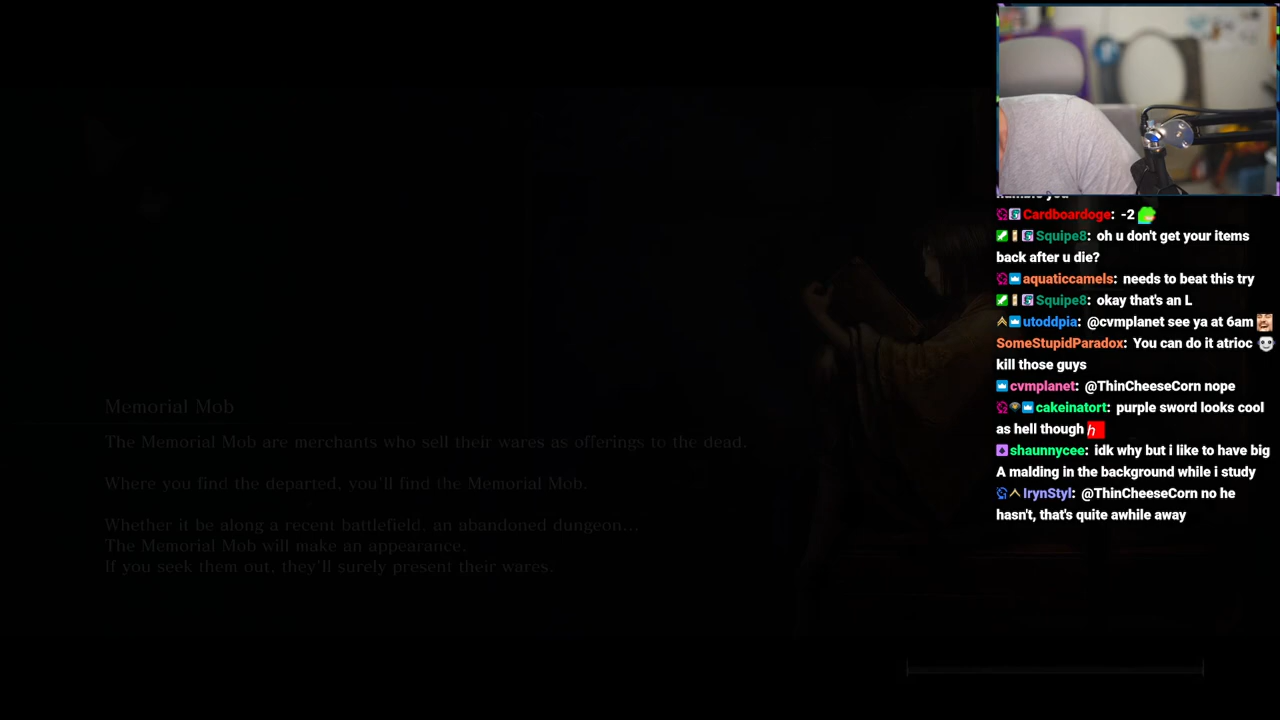 Memorial Mob
The Memorial Mob are merchants who sell their wares as offerings to the dead.
Where you find the departed, you'll find the Memorial Mob.
Whether it be along a recent battlefield, an abandoned dungeon...
The Memorial Mob will make an appearance.
If you seek them out, they'll surely present their wares.
Cardboardoge: -2
Squipe8: oh u don't get your items
back after u die?
aquaticcamels: needs to beat this try
Squipe8: okay that's an L
utoddpia: @cvmplanet see ya at 6am
SomeStupidParadox: You can do it atrioc
kill those guys
cvmplanet: @ThinCheeseCorn nope
cakeinatort: purple sword looks cool
as hell though h
shaunnycee: idk why but i like to have big
A malding in the background while i study
IrynStyl: @ThinCheeseCorn no he
hasn't, that's quite awhile away